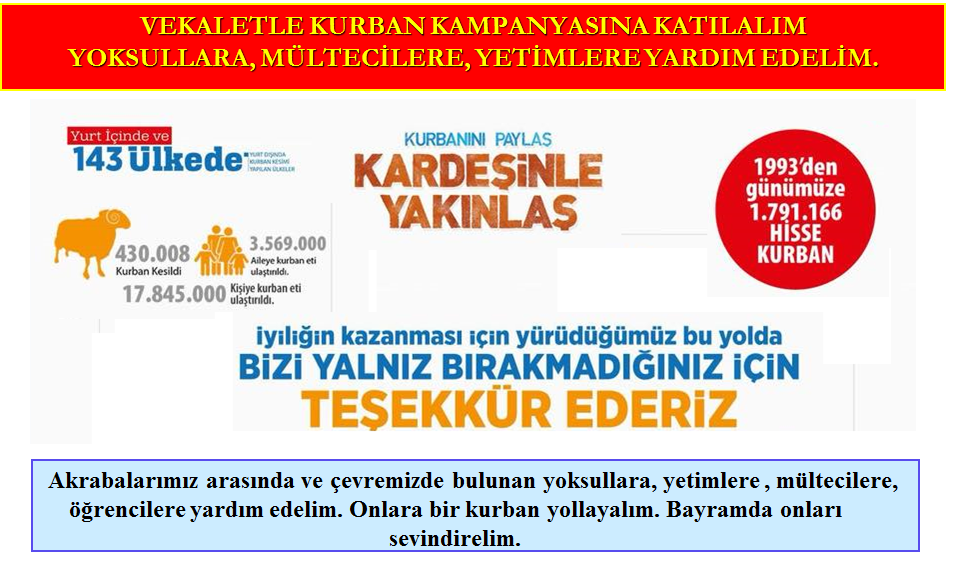 VEKALETLE KURBAN KAMPANYASINA KATILALIM
YOKSULLARA, MÜLTECİLERE, YETİMLERE YARDIM EDELİM.
Yurt İçinde ve
143 Ülkede
YURT DIŞINDA
KURBAN KESİMİ
YAPILAN ÜLKELER
430.008
Kurban Kesildi
3.569.000
Aileye kurban eti
ulaştırıldı.
17.845.000 Kişiye kurban eti
ulaştırıldı.
KURBANINI PAYLAŞ
KARDEŞİNLE
YAKINLAŞ
1993'den
günümüze
1.791.166
HİSSE
KURBAN
iyiliğin kazanması için yürüdüğümüz bu yolda
BİZİ YALNIZ BIRAKMADIĞINIZ İÇİN
TEŞEKKÜR EDERİZ
Akrabalarımız arasında ve çevremizde bulunan yoksullara, yetimlere , mültecilere,
öğrencilere yardım edelim. Onlara bir kurban yollayalım. Bayramda onları
sevindirelim.